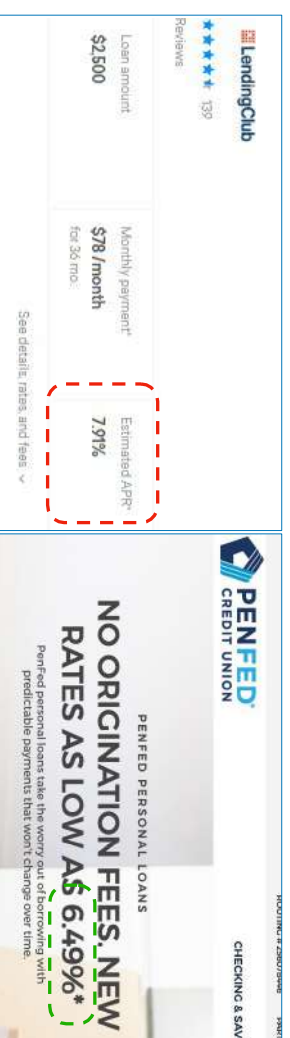 LendingClub
139
Reviews
Loan amount
$2,500
Monthly payment*
$78 /month
for 36 mo.
Estimated APR*
7.91%
See details, rates, and fees
PENFED
CREDIT UNION
CHECKING & SAV
PENFED PERSONAL LOANS
NO ORIGINATION FEES. NEW
RATES AS LOW AS 6.49%*
PenFed personal loans take the worry out of borrowing with
predictable payments that won't change over time.